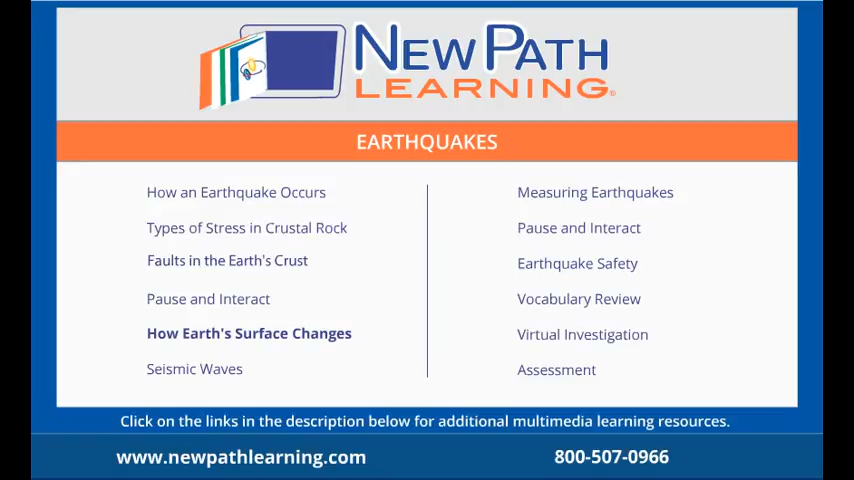 NEWPATH
LEARNING®
EARTHQUAKES
How an Earthquake Occurs
Types of Stress in Crustal Rock
Faults in the Earth's Crust
Pause and Interact
How Earth's Surface Changes
Seismic Waves
Measuring Earthquakes
Pause and Interact
Earthquake Safety
Vocabulary Review
Virtual Investigation
Assessment
Click on the links in the description below for additional multimedia learning resources.
www.newpathlearning.com
800-507-0966